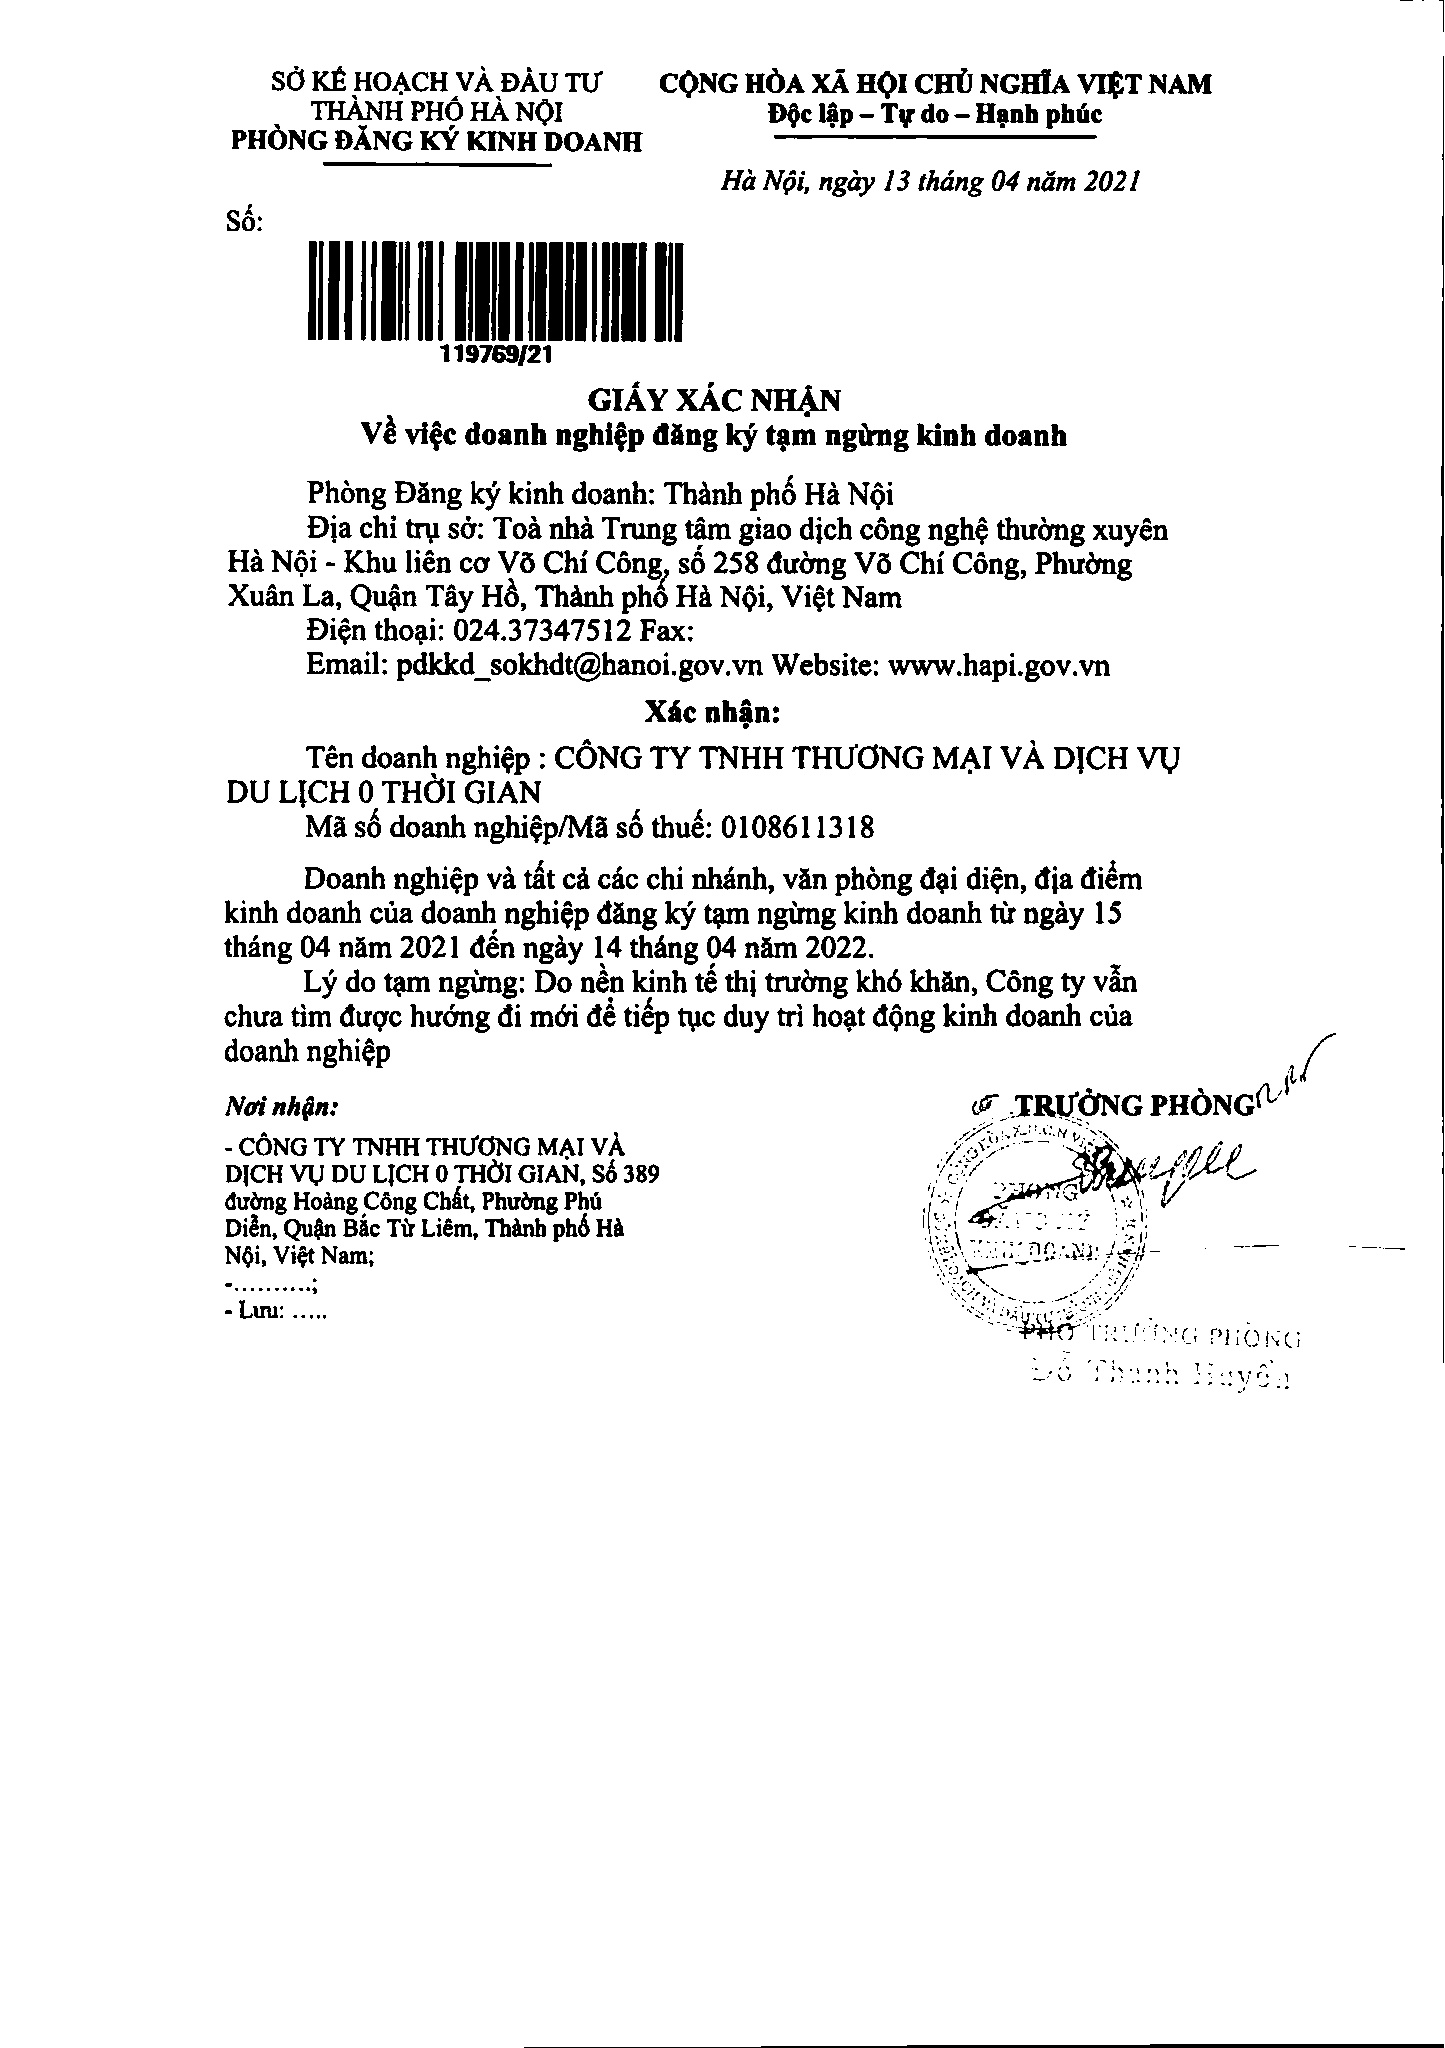 SỞ KẾ HOẠCH VÀ ĐẦU TƯ
THÀNH PHỐ HÀ NỘI
PHÒNG ĐĂNG KÝ KINH DOANH
CỘNG HÒA XÃ HỘI CHỦ NGHĨA VIỆT NAM
Độc lập – Tự do – Hạnh phúc
Hà Nội, ngày 13 tháng 04 năm 2021
Số:
119769/21
GIẤY XÁC NHẬN
Về việc doanh nghiệp đăng ký tạm ngừng kinh doanh
Phòng Đăng ký kinh doanh: Thành phố Hà Nội
Địa chỉ trụ sở: Toà nhà Trung tâm giao dịch công nghệ thường xuyên
Hà Nội - Khu liên cơ Võ Chí Công, số 258 đường Võ Chí Công, Phường
Xuân La, Quận Tây Hồ, Thành phố Hà Nội, Việt Nam
Điện thoại: 024.37347512 Fax:
Email: pdkkd_sokhdt@hanoi.gov.vn Website: www.hapi.gov.vn
Xác nhận:
Tên doanh nghiệp : CÔNG TY TNHH THƯƠNG MẠI VÀ DỊCH VỤ
DU LỊCH 0 THỜI GIAN
Mã số doanh nghiệp/Mã số thuế: 0108611318
Doanh nghiệp và tất cả các chi nhánh, văn phòng đại diện, địa điểm
kinh doanh của doanh nghiệp đăng ký tạm ngừng kinh doanh từ ngày 15
tháng 04 năm 2021 đến ngày 14 tháng 04 năm 2022.
Lý do tạm ngừng: Do nền kinh tế thị trường khó khăn, Công ty vẫn
chưa tìm được hướng đi mới để tiếp tục duy trì hoạt động kinh doanh của
doanh nghiệp
Nơi nhận:
- CÔNG TY TNHH THƯƠNG MẠI VÀ
DỊCH VỤ DU LỊCH 0 THỜI GIAN, Số 389
đường Hoàng Công Chất, Phường Phú
Diễn, Quận Bắc Từ Liêm, Thành phố Hà
Nội, Việt Nam;
-..........;
- Lưu: .....
TRƯỞNG PHÒNG
PHÒNG
KINH DOANH
PHÓ TRƯỞNG PHÒNG
Đỗ Thanh Huyền